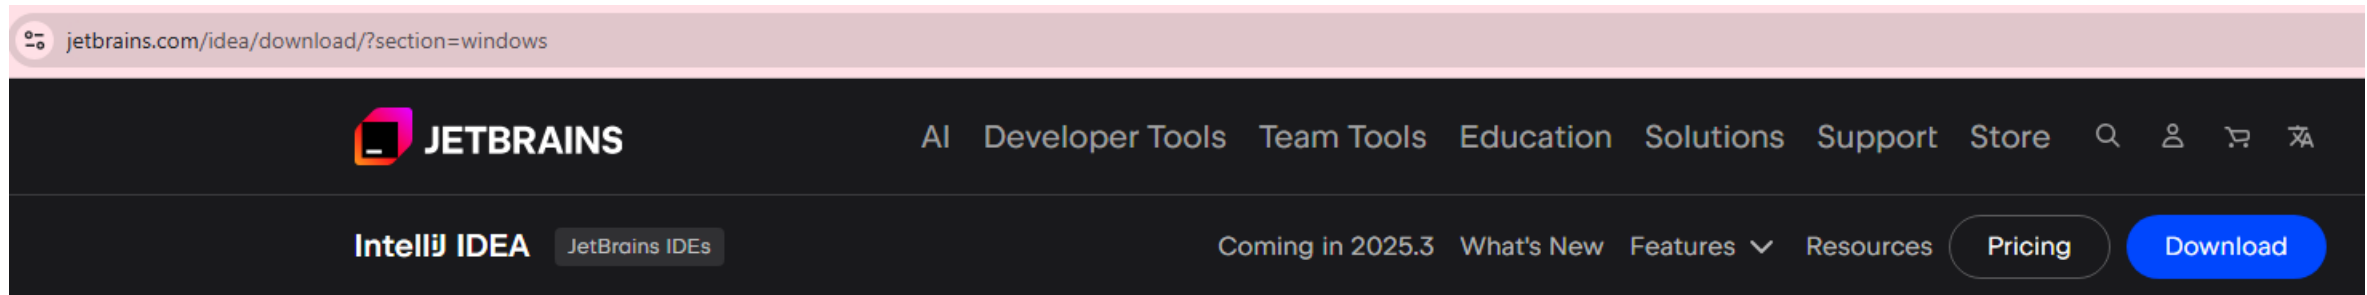 jetbrains.com/idea/download/?section=windows
JETBRAINS AI Developer Tools Team Tools Education Solutions Support Store
IntelliJ IDEA JetBrains IDEs Coming in 2025.3 What's New Features Resources Pricing Download